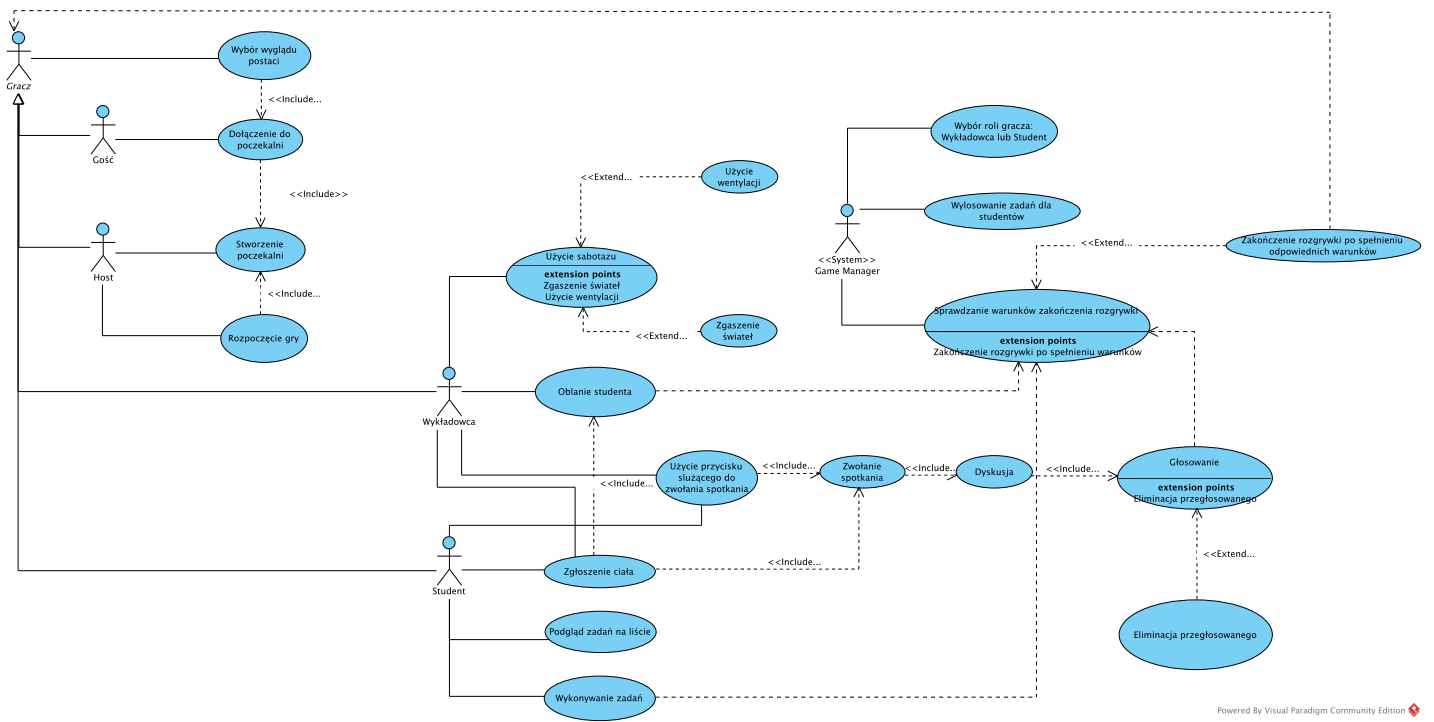 Gracz
Wybór wyglądu
postaci
<<Include...
Gość
Dołączenie do
poczekalni
<<Include>>
Host
Stworzenie
poczekalni
<<Include...
Rozpoczęcie gry
<<Extend...
Użycie
wentylacji
Użycie sabotazu
extension points
Zgaszenie świateł
Użycie wentylacji
<<Extend...
Zgaszenie
świateł
Wybór roli gracza:
Wykładowca lub Student
Wylosowanie zadań dla
studentów
<<System>>
Game Manager
<<Extend...
Zakończenie rozgrywki po spełnieniu
odpowiednich warunków
Sprawdzanie warunków zakończenia rozgrywki
extension points
Zakończenie rozgrywki po spełnieniu warunków
Wykładowca
Oblanie studenta
<<Include...
Użycie przycisku
służącego do
zwołania spotkania
<<Include...
Zwołanie
spotkania
<<Include...
Dyskusja
<<Include...
Głosowanie
extension points
Eliminacja przegłosowanego
Student
Zgłoszenie ciała
<<Include...
<<Extend...
Podgląd zadań na liście
Eliminacja przegłosowanego
Wykonywanie zadań
Powered By Visual Paradigm Community Edition